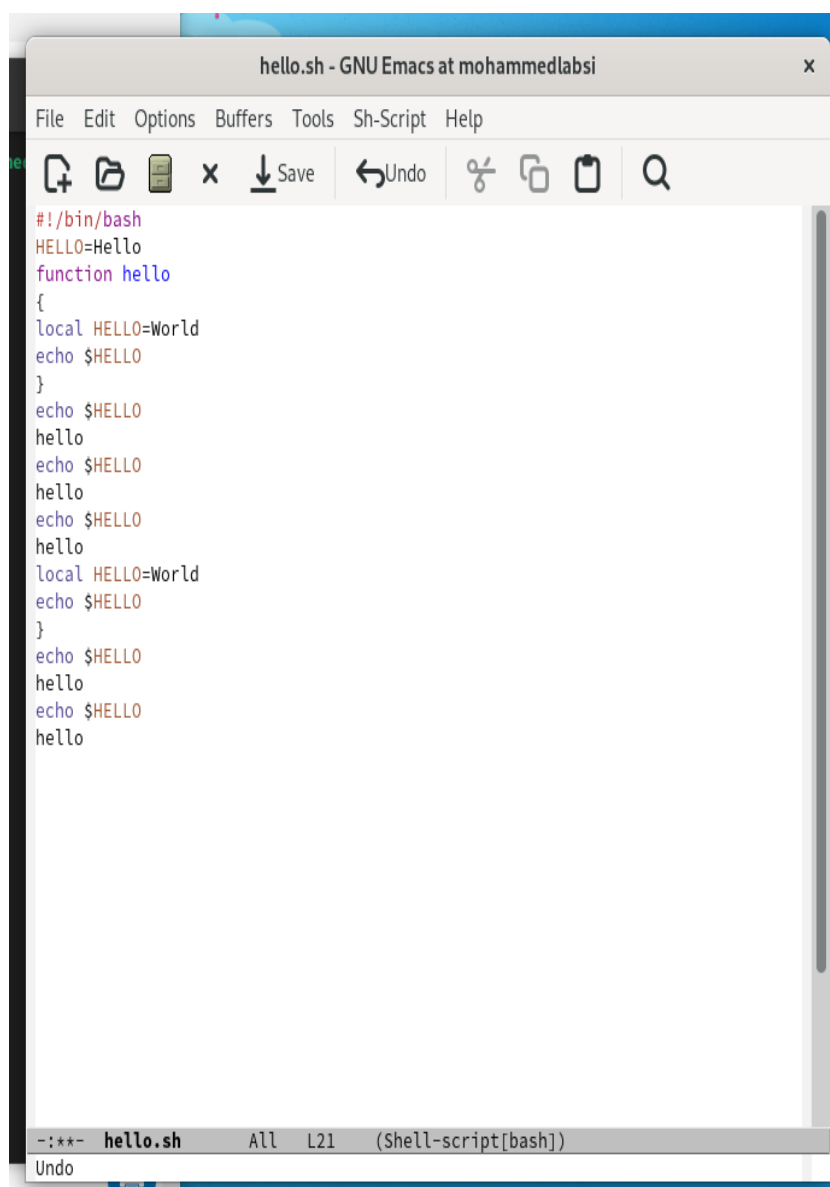 hello.sh - GNU Emacs at mohammedlabsi x
File Edit Options Buffers Tools Sh-Script Help
Save Undo
#!/bin/bash
HELLO=Hello
function hello
{
local HELLO=World
echo $HELLO
}
echo $HELLO
hello
echo $HELLO
hello
echo $HELLO
hello
local HELLO=World
echo $HELLO
}
echo $HELLO
hello
echo $HELLO
hello
-:**- hello.sh All L21 (Shell-script[bash])
Undo